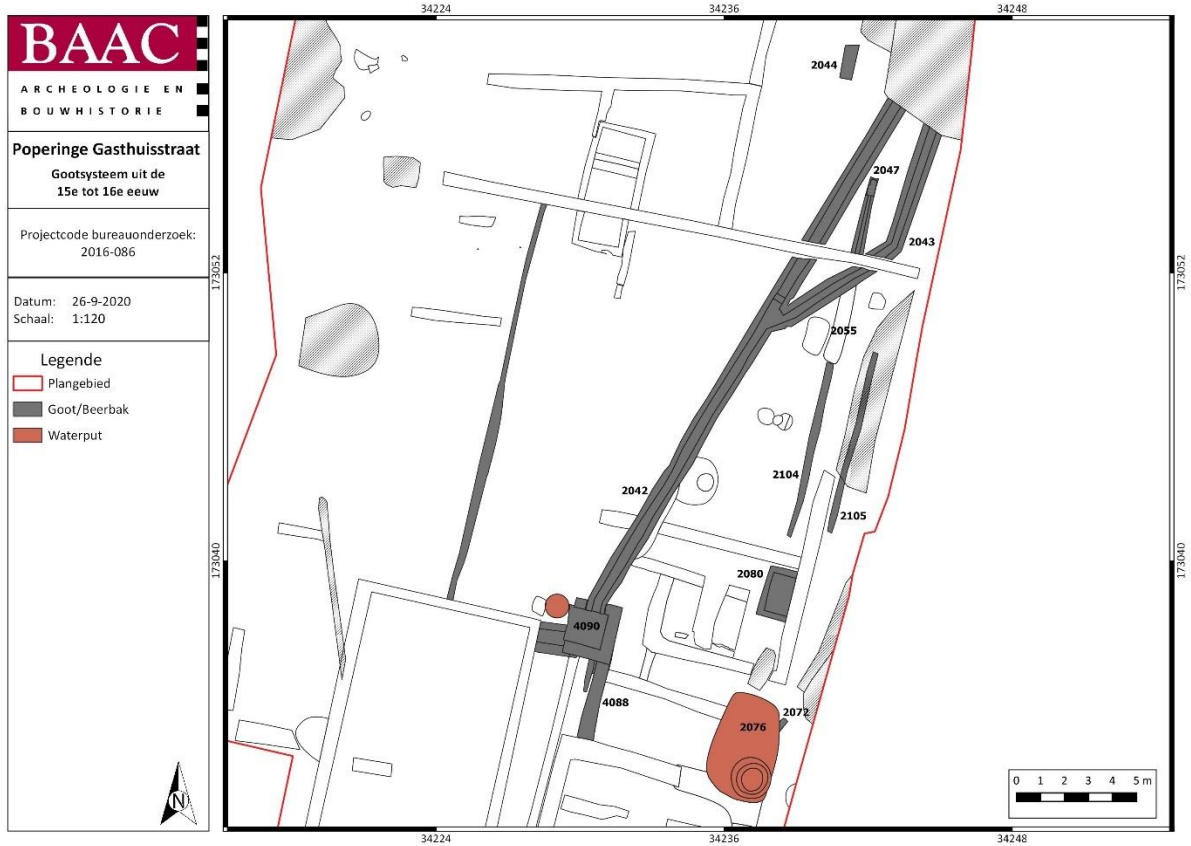 BAAC
ARCHEOLOGIE EN
BOUWHISTORIE
Poperinge Gasthuisstraat
Gootsysteem uit de
15e tot 16e eeuw
Projectcode bureauonderzoek:
2016-086
Datum: 26-9-2020
Schaal: 1:120
Legende
Plangebied
Goot/Beerbak
Waterput
N
34224
34236
34248
173052
173052
2044
2047
2043
2055
2104
2042
2105
173040
173040
2080
4090
4088
2072
2076
0 1 2 3 4 5 m
34224
34236
34248